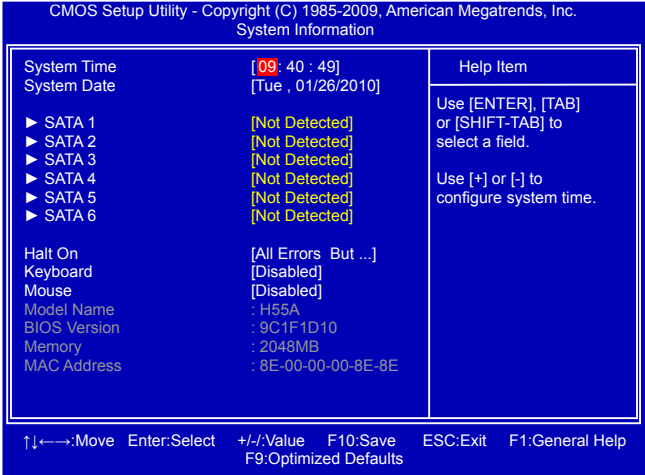 CMOS Setup Utility - Copyright (C) 1985-2009, American Megatrends, Inc.
System Information
System Time [09: 40 : 49]
System Date [Tue , 01/26/2010]
► SATA 1 [Not Detected]
► SATA 2 [Not Detected]
► SATA 3 [Not Detected]
► SATA 4 [Not Detected]
► SATA 5 [Not Detected]
► SATA 6 [Not Detected]
Halt On [All Errors But ...]
Keyboard [Disabled]
Mouse [Disabled]
Model Name : H55A
BIOS Version : 9C1F1D10
Memory : 2048MB
MAC Address : 8E-00-00-00-8E-8E
Help Item
Use [ENTER], [TAB]
or [SHIFT-TAB] to
select a field.
Use [+] or [-] to
configure system time.
↑↓←→:Move Enter:Select +/-/:Value F10:Save ESC:Exit F1:General Help
F9:Optimized Defaults